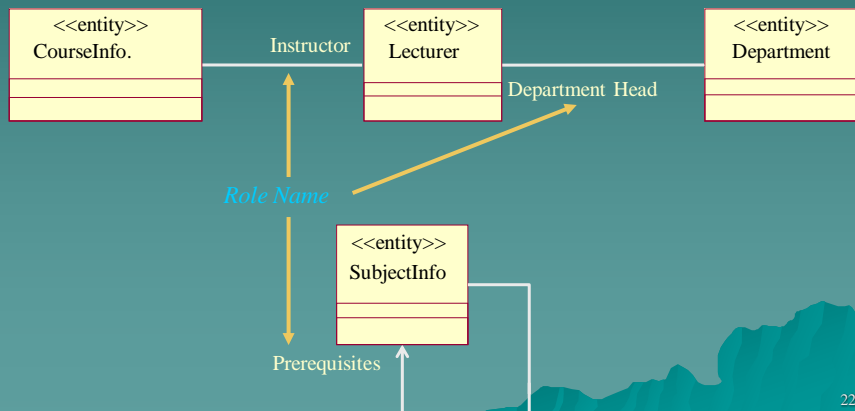 <<entity>>
CourseInfo.
Instructor
<<entity>>
Lecturer
<<entity>>
Department
Department Head
Role Name
<<entity>>
SubjectInfo
Prerequisites
22